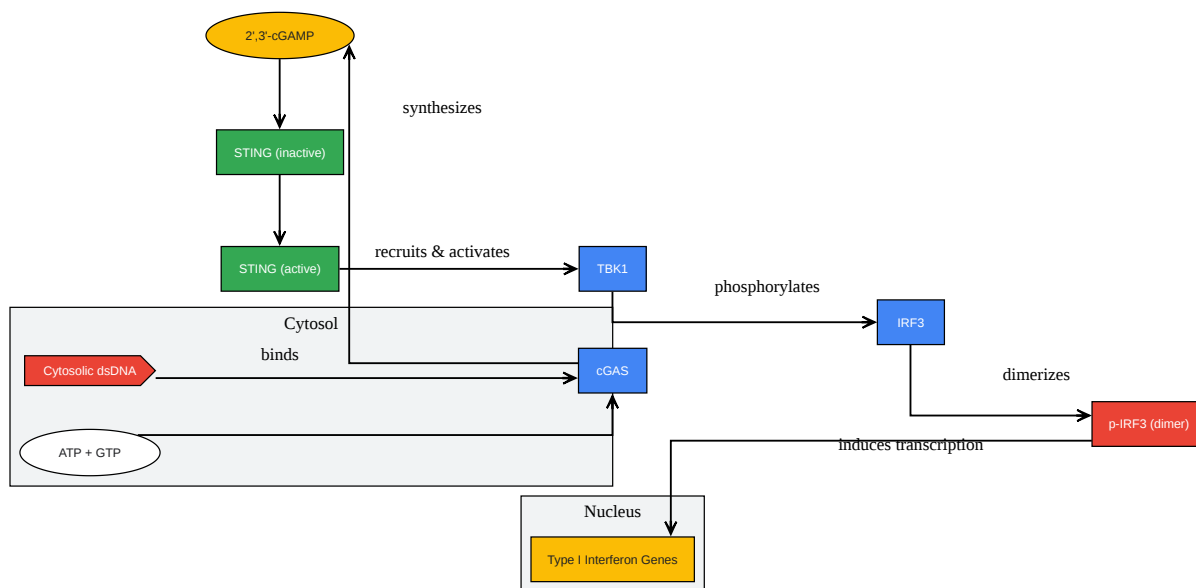 2',3'-cGAMP
synthesizes
STING (inactive)
STING (active)
recruits & activates
TBK1
phosphorylates
IRF3
Cytosol
binds
Cytosolic dsDNA
cGAS
dimerizes
p-IRF3 (dimer)
induces transcription
ATP + GTP
Nucleus
Type I Interferon Genes